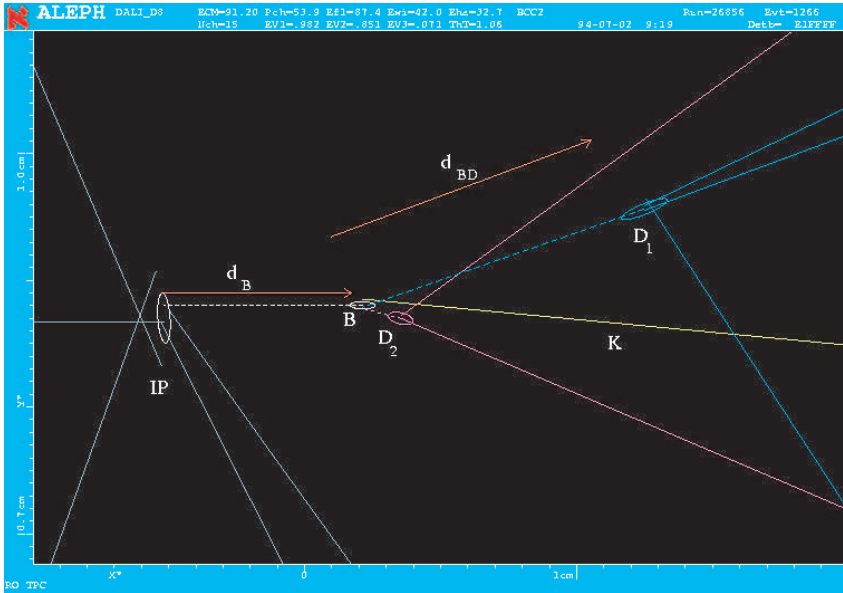 ALEPH DALI_D8 ECM=91.20 Pch=53.9 Efl=87.4 Ewi=42.0 Eha=32.7 BCC2 Run=26856 Evt=1266
Nch=15 EV1=.982 EV2=.851 EV3=.071 ThT=1.06 94-07-02 9:19 Detb= E1FFFF
1.0cm
d BD
D1
d B
B
D2
K
IP
Y*
0.7cm
X* 0 1cm
RO TPC